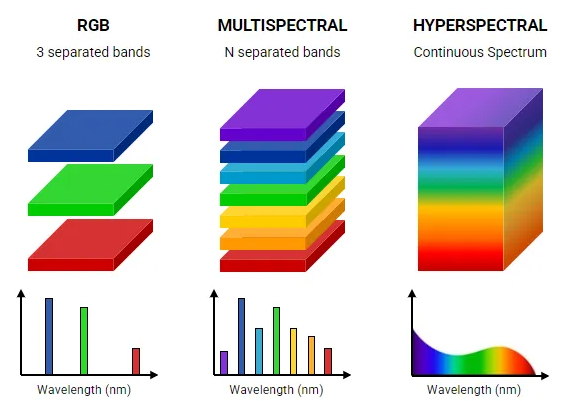 RGB
3 separated bands
MULTISPECTRAL
N separated bands
HYPERSPECTRAL
Continuous Spectrum
Wavelength (nm)
Wavelength (nm)
Wavelength (nm)